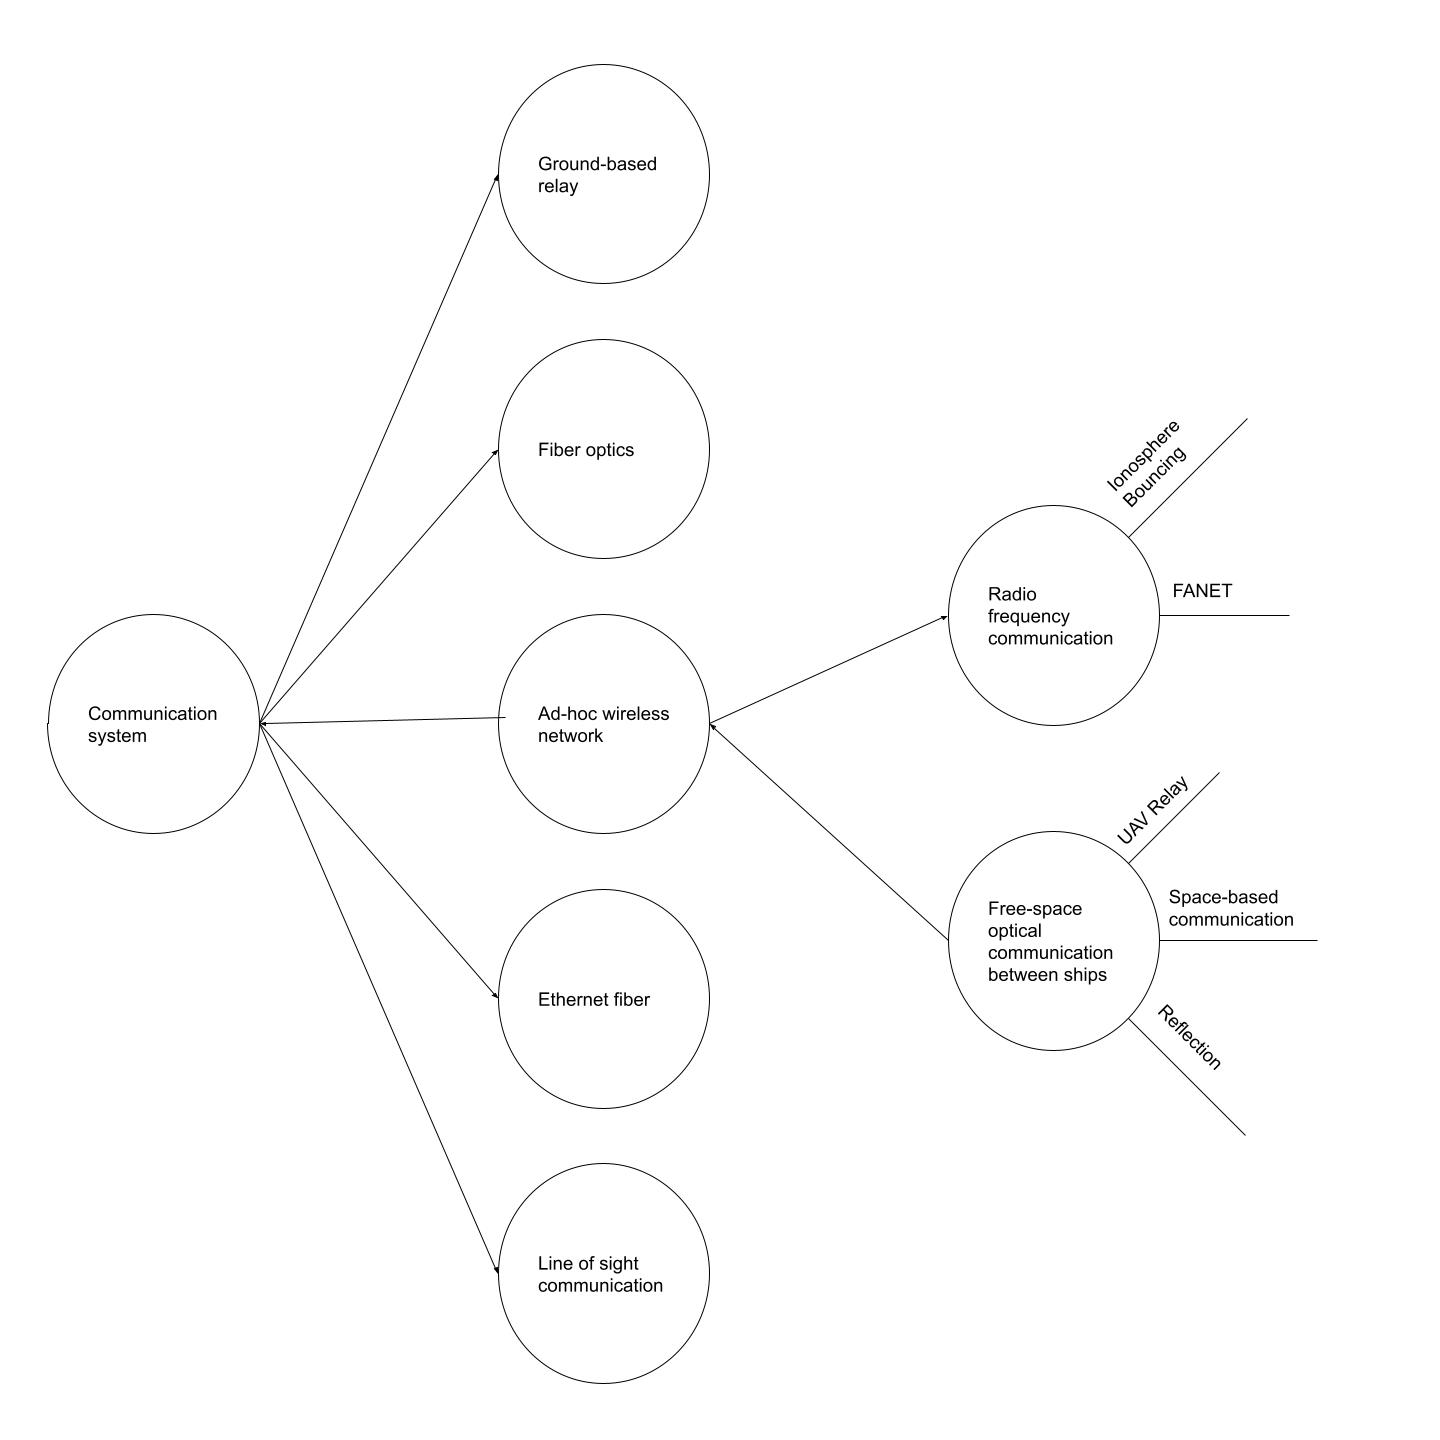 Ground-based
relay
Fiber optics
Communication
system
Ad-hoc wireless
network
Ethernet fiber
Line of sight
communication
Radio
frequency
communication
Ionosphere
Bouncing
FANET
Free-space
optical
communication
between ships
UAV Relay
Space-based
communication
Reflection